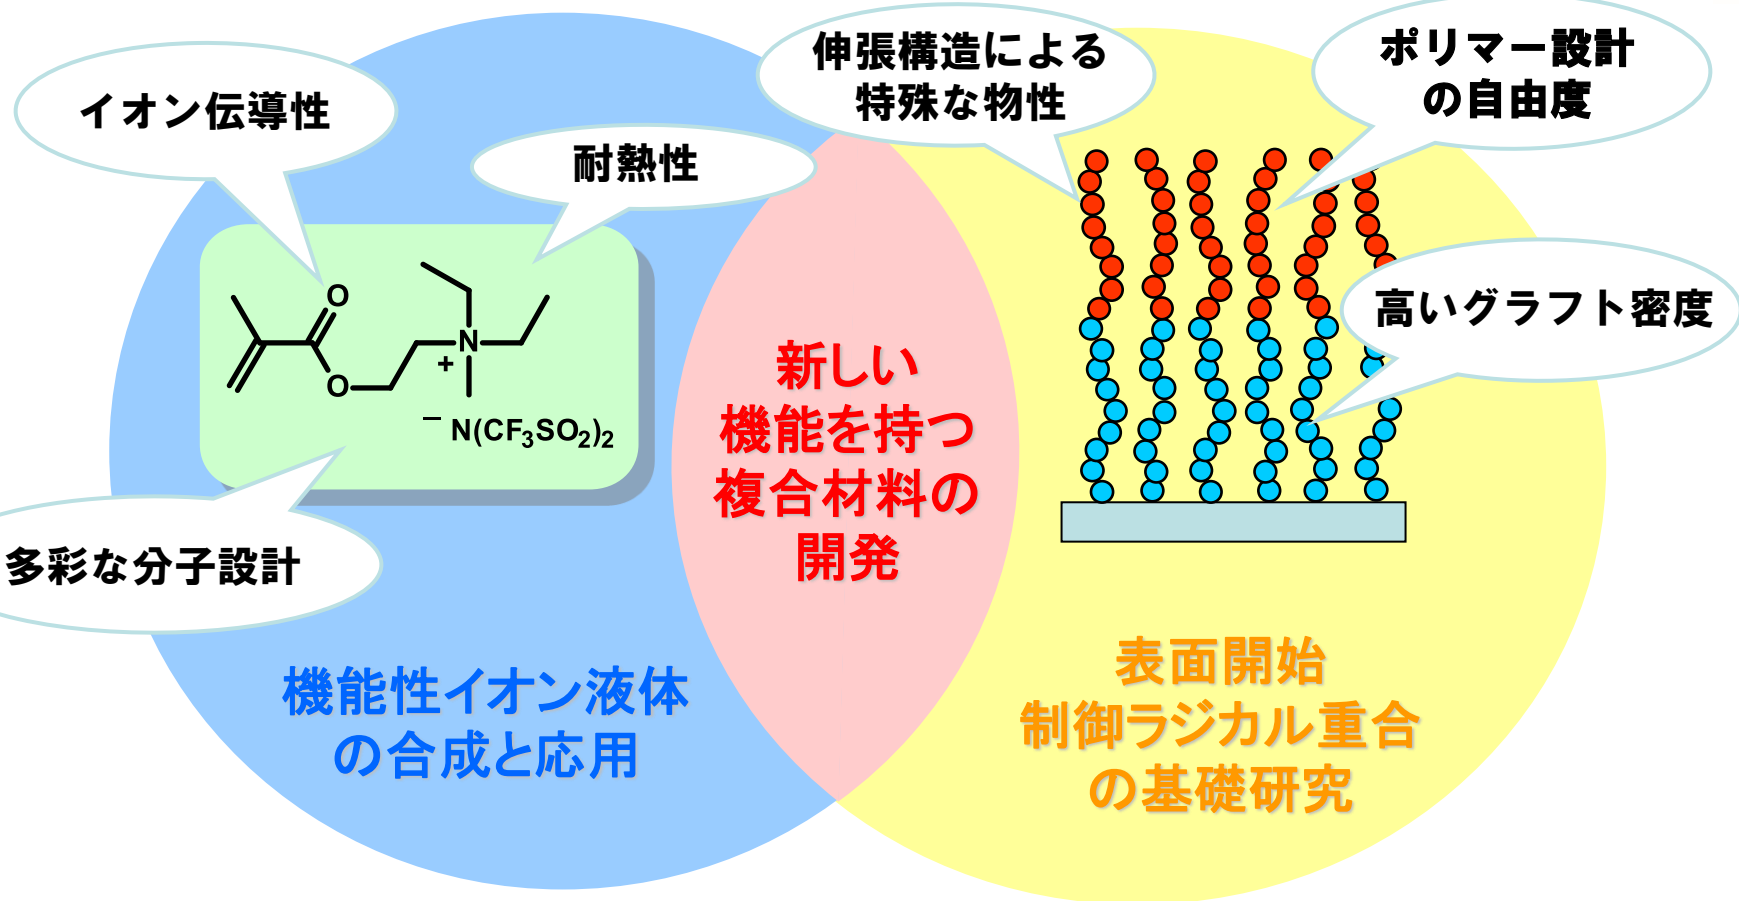 イオン伝導性
耐熱性
伸張構造による
特殊な物性
ポリマー設計
の自由度
高いグラフト密度
O
N
+
O
− N(CF3SO2)2
多彩な分子設計
新しい
機能を持つ
複合材料の
開発
機能性イオン液体
の合成と応用
表面開始
制御ラジカル重合
の基礎研究